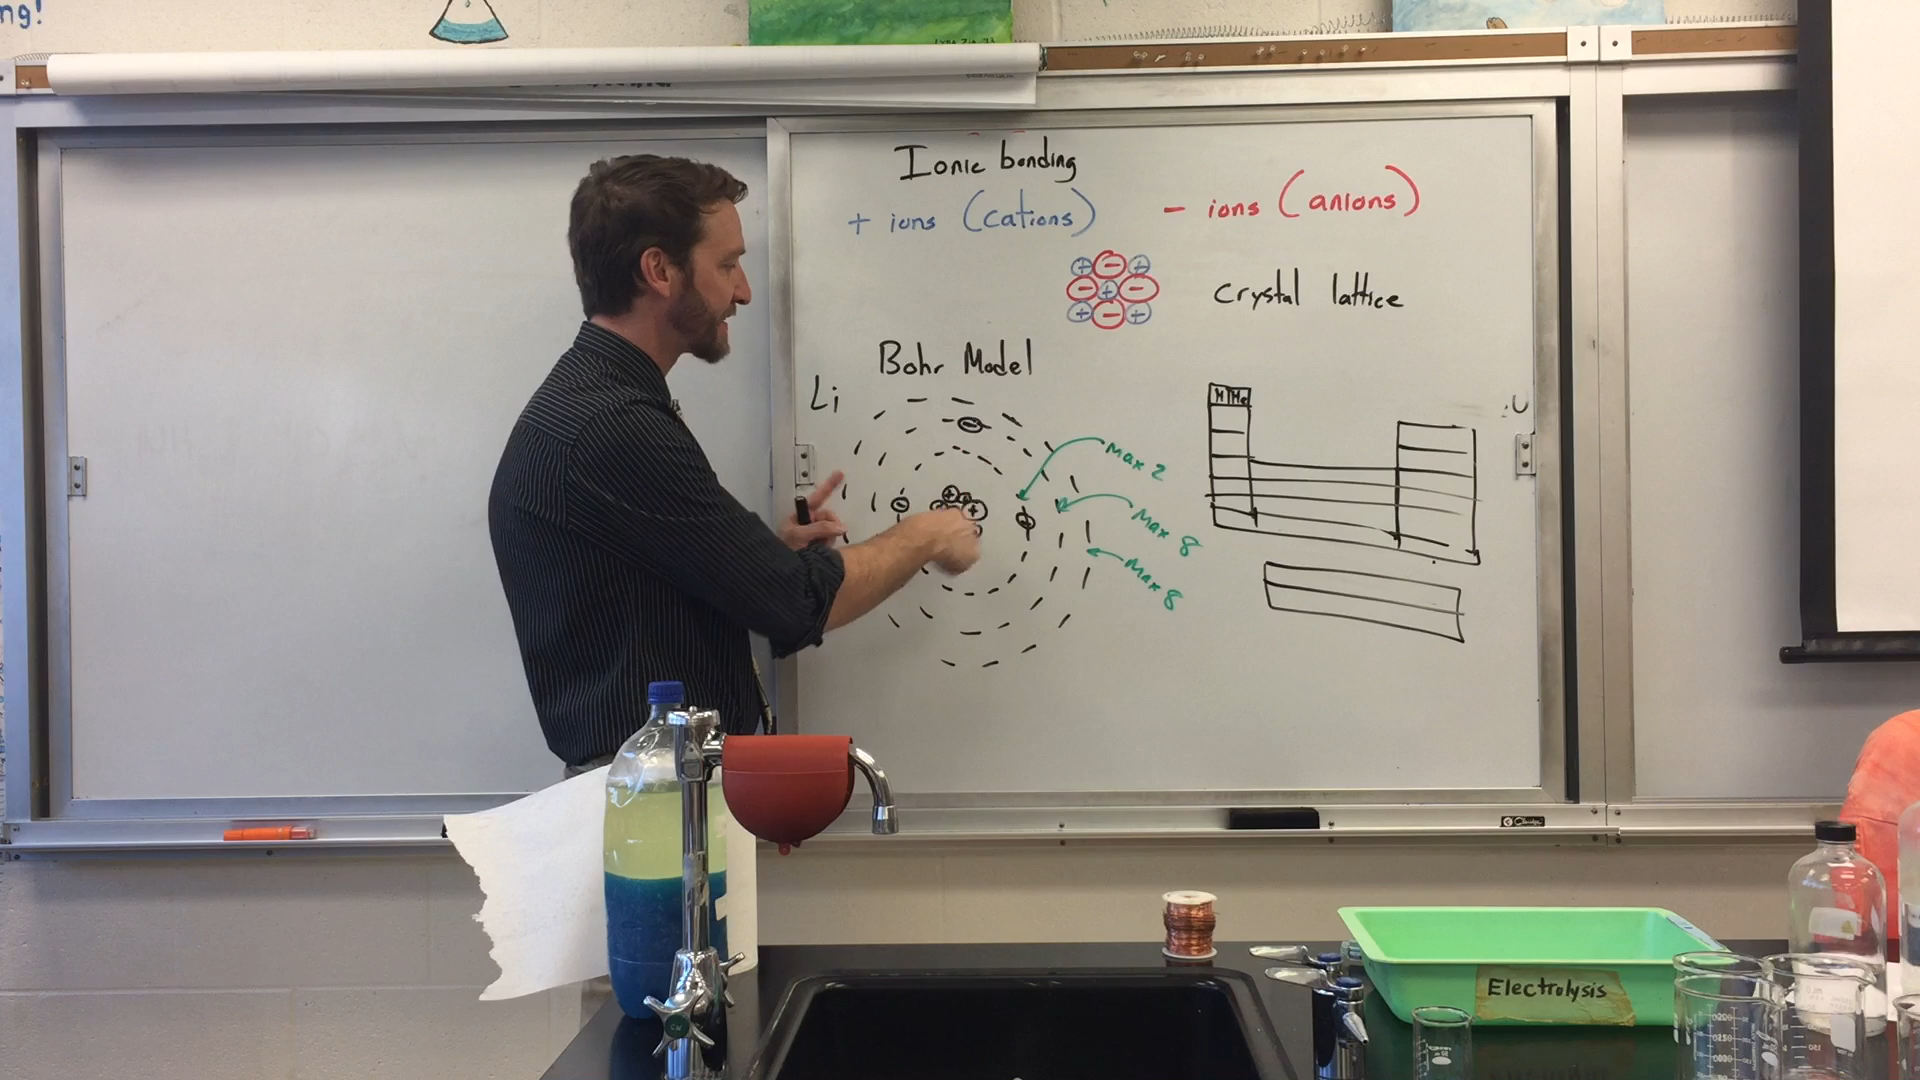 ng!
Ionic bonding
+ ions (cations)
- ions (anions)
+ - +
- + -
+ - +
crystal lattice
Bohr Model
Li
H He
Max 2
Max 8
Max 8
Electrolysis